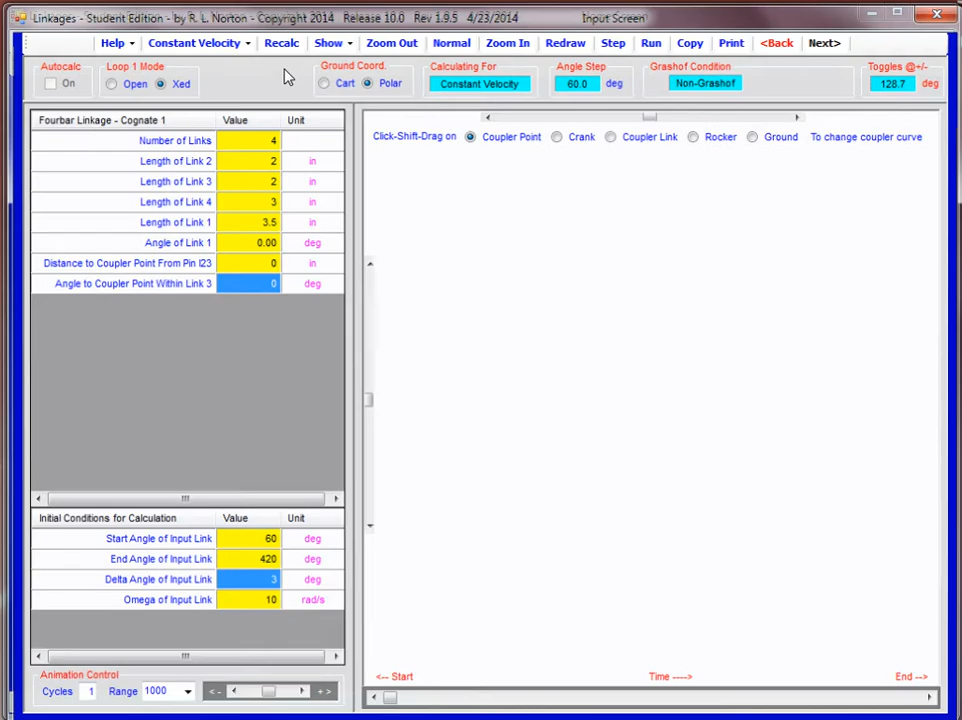 Linkages - Student Edition - by R. L. Norton - Copyright 2014 Release 10.0 Rev 1.9.5 4/23/2014 Input Screen
Help Constant Velocity Recalc Show Zoom Out Normal Zoom In Redraw Step Run Copy Print <Back Next>
Autocalc Loop 1 Mode Ground Coord. Calculating For Angle Step Grashof Condition Toggles @+/-
On Open Xed Cart Polar Constant Velocity 60.0 deg Non-Grashof 128.7 deg
Fourbar Linkage - Cognate 1 Value Unit
Number of Links 4
Length of Link 2 2 in
Length of Link 3 2 in
Length of Link 4 3 in
Length of Link 1 3.5 in
Angle of Link 1 0.00 deg
Distance to Coupler Point From Pin I23 0 in
Angle to Coupler Point Within Link 3 0 deg
Click-Shift-Drag on Coupler Point Crank Coupler Link Rocker Ground To change coupler curve
Initial Conditions for Calculation Value Unit
Start Angle of Input Link 60 deg
End Angle of Input Link 420 deg
Delta Angle of Input Link 3 deg
Omega of Input Link 10 rad/s
<-- Start Time ----> End -->
Animation Control
Cycles 1 Range 1000 < - + >